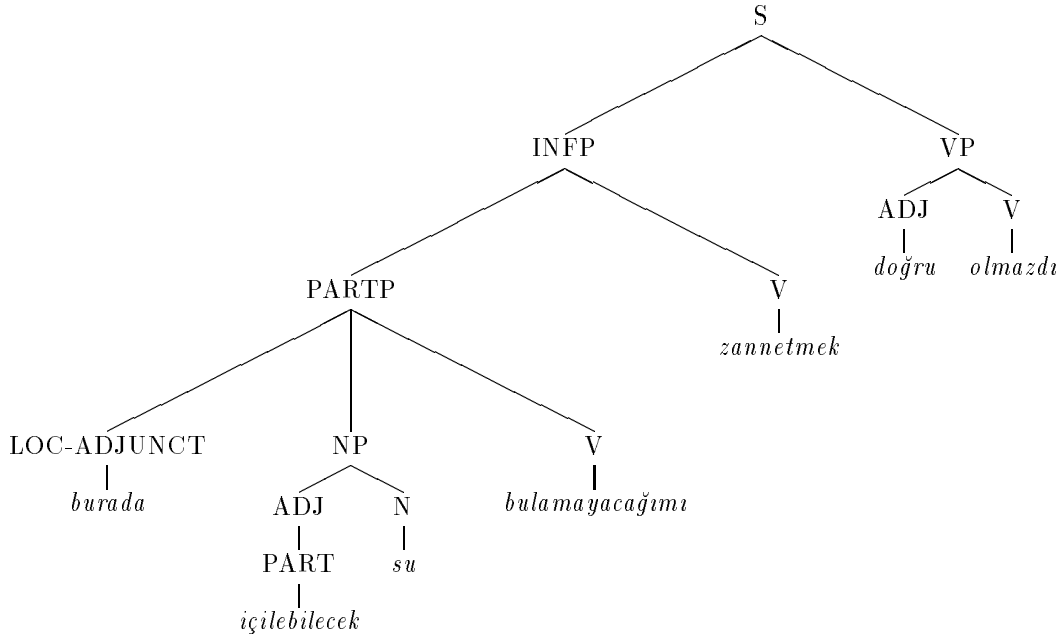 S
INFP VP
ADJ V
doğru olmazdı
PARTP V
zannetmek
LOC-ADJUNCT NP V
burada ADJ N bulamayacağımı
PART su
içilebilecek